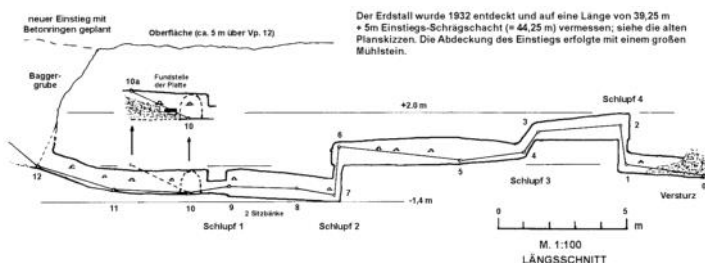 neuer Einstieg mit
Betonringen geplant
Oberfläche (ca. 5 m über Vp. 12)
Der Erdstall wurde 1932 entdeckt und auf eine Länge von 39,25 m
+ 5m Einstiegs-Schrägschacht (= 44,25 m) vermessen; siehe die alten
Planskizzen. Die Abdeckung des Einstiegs erfolgte mit einem großen
Mühlstein.
Bagger-
grube
10a
Fundstelle
der Platte
10
+2.0 m
Schlupf 4
3
2
6
12
11
10
9
8
7
5
4
1
0
2 Sitzbänke
-1,4 m
Schlupf 3
Versturz
Schlupf 1
Schlupf 2
0
5
m
M. 1:100
LÄNGSSCHNITT